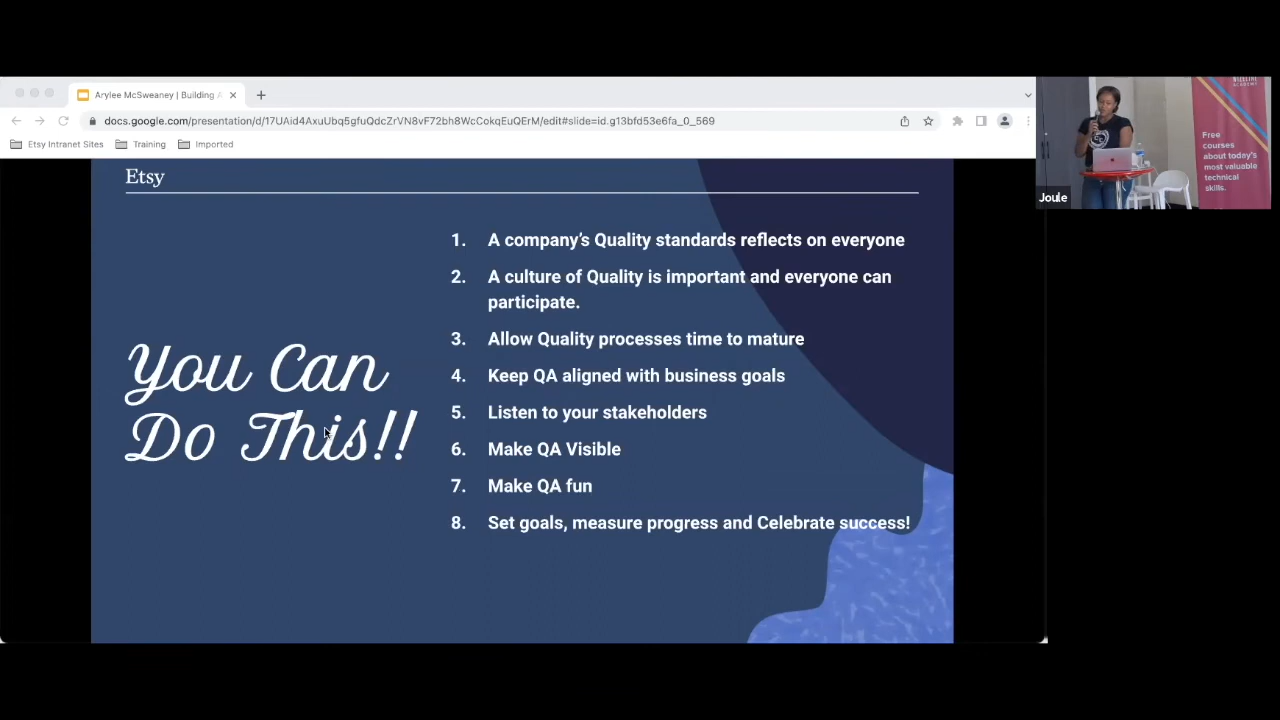 Arylee McSweaney | Building A
docs.google.com/presentation/d/17UAid4AxuUbq5gfuQdcZrVN8vF72bh8WcCokqEuQErM/edit#slide=id.g13bfd53e6fa_0_569
Etsy Intranet Sites
Training
Imported
Etsy
You Can
Do This!!
1. A company's Quality standards reflects on everyone
2. A culture of Quality is important and everyone can
participate.
3. Allow Quality processes time to mature
4. Keep QA aligned with business goals
5. Listen to your stakeholders
6. Make QA Visible
7. Make QA fun
8. Set goals, measure progress and Celebrate success!
ACADEMY
Free
courses
about today's
most valuable
technical
skills.
Joule